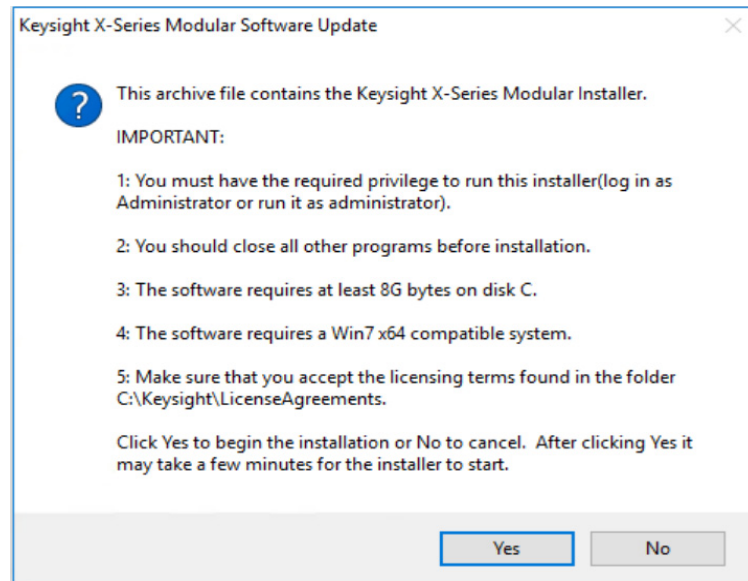 Keysight X-Series Modular Software Update
This archive file contains the Keysight X-Series Modular Installer.
IMPORTANT:
1: You must have the required privilege to run this installer(log in as
Administrator or run it as administrator).
2: You should close all other programs before installation.
3: The software requires at least 8G bytes on disk C.
4: The software requires a Win7 x64 compatible system.
5: Make sure that you accept the licensing terms found in the folder
C:\Keysight\LicenseAgreements.
Click Yes to begin the installation or No to cancel.  After clicking Yes it
may take a few minutes for the installer to start.
Yes No